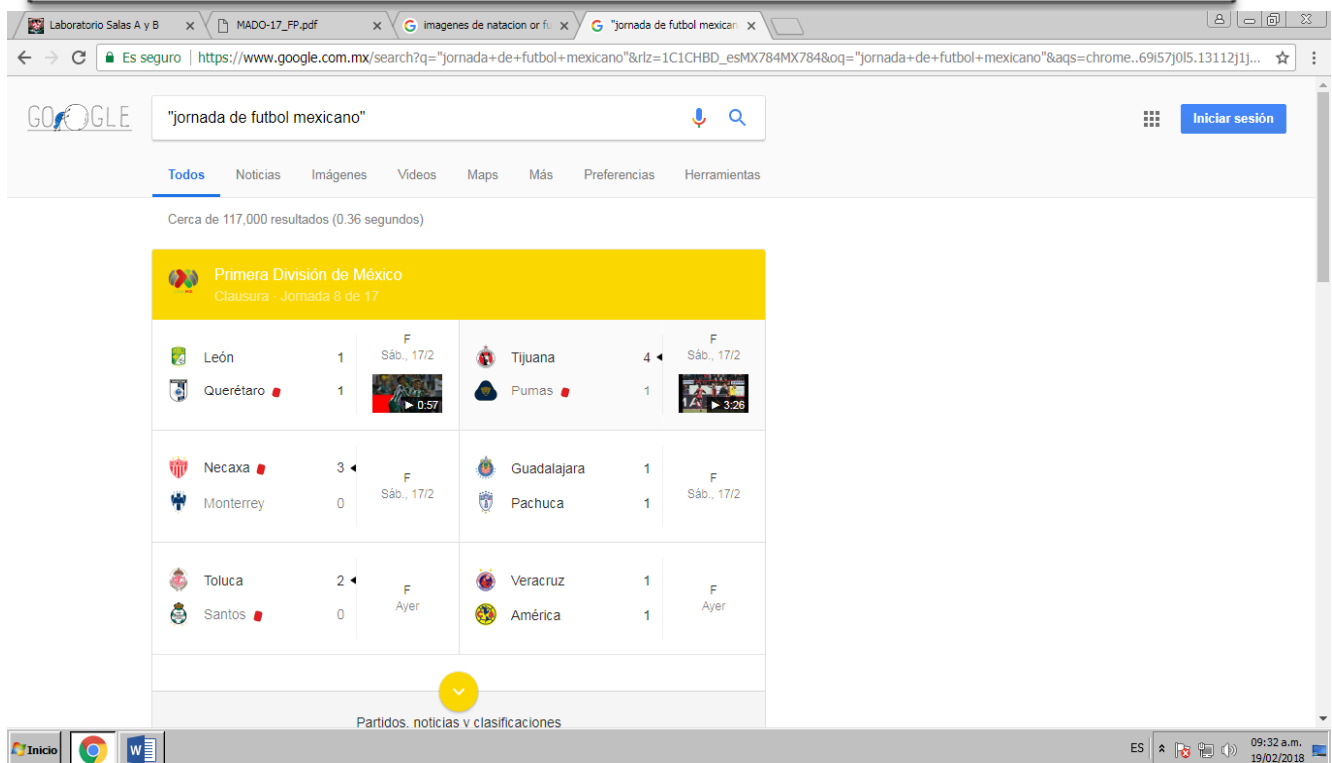 Laboratorio Salas A y B
MADO-17_FP.pdf
imagenes de natacion or fu
"jornada de futbol mexican
Es seguro
https://www.google.com.mx/search?q="jornada+de+futbol+mexicano"&rlz=1C1CHBD_esMX784MX784&oq="jornada+de+futbol+mexicano"&aqs=chrome..69i57j0l5.13112j1j...
GOOGLE
"jornada de futbol mexicano"
Iniciar sesión
Todos Noticias Imágenes Videos Maps Más Preferencias Herramientas
Cerca de 117,000 resultados (0.36 segundos)
Primera División de México
Clausura - Jornada 8 de 17
León 1
Querétaro 1
F
Sáb., 17/2
0:57
Tijuana 4
Pumas 1
F
Sáb., 17/2
3:26
Necaxa 3
Monterrey 0
F
Sáb., 17/2
Guadalajara 1
Pachuca 1
F
Sáb., 17/2
Toluca 2
Santos 0
F
Ayer
Veracruz 1
América 1
F
Ayer
Partidos, noticias y clasificaciones
Inicio
ES
09:32 a.m.
19/02/2018